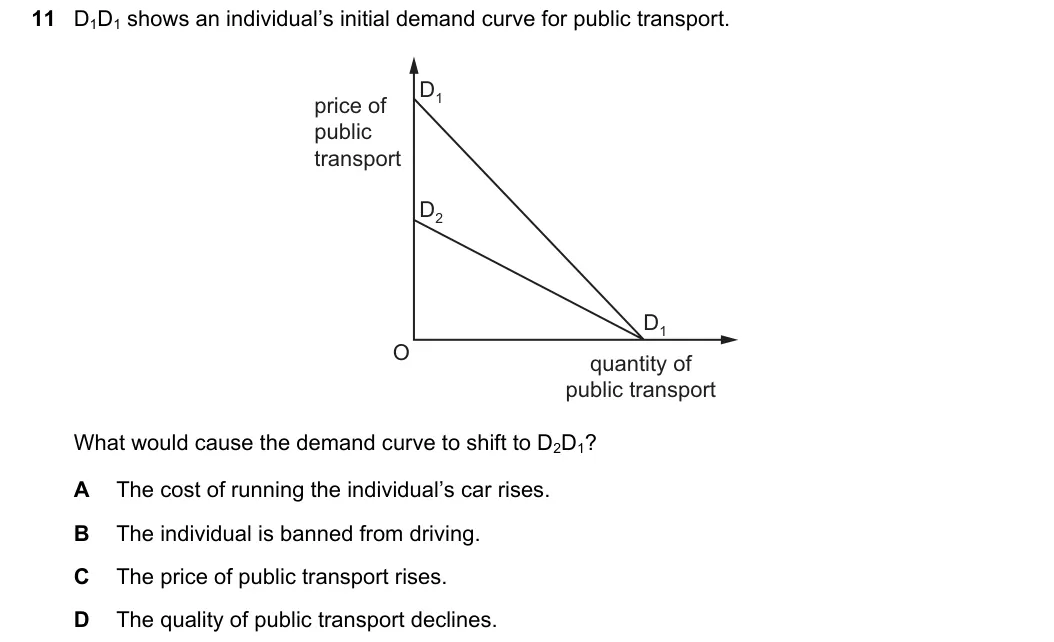 11 D₁D₁ shows an individual’s initial demand curve for public transport.
D₁
price of
public
transport
D₂
D₁
O
quantity of
public transport
What would cause the demand curve to shift to D₂D₁?
A The cost of running the individual’s car rises.
B The individual is banned from driving.
C The price of public transport rises.
D The quality of public transport declines.